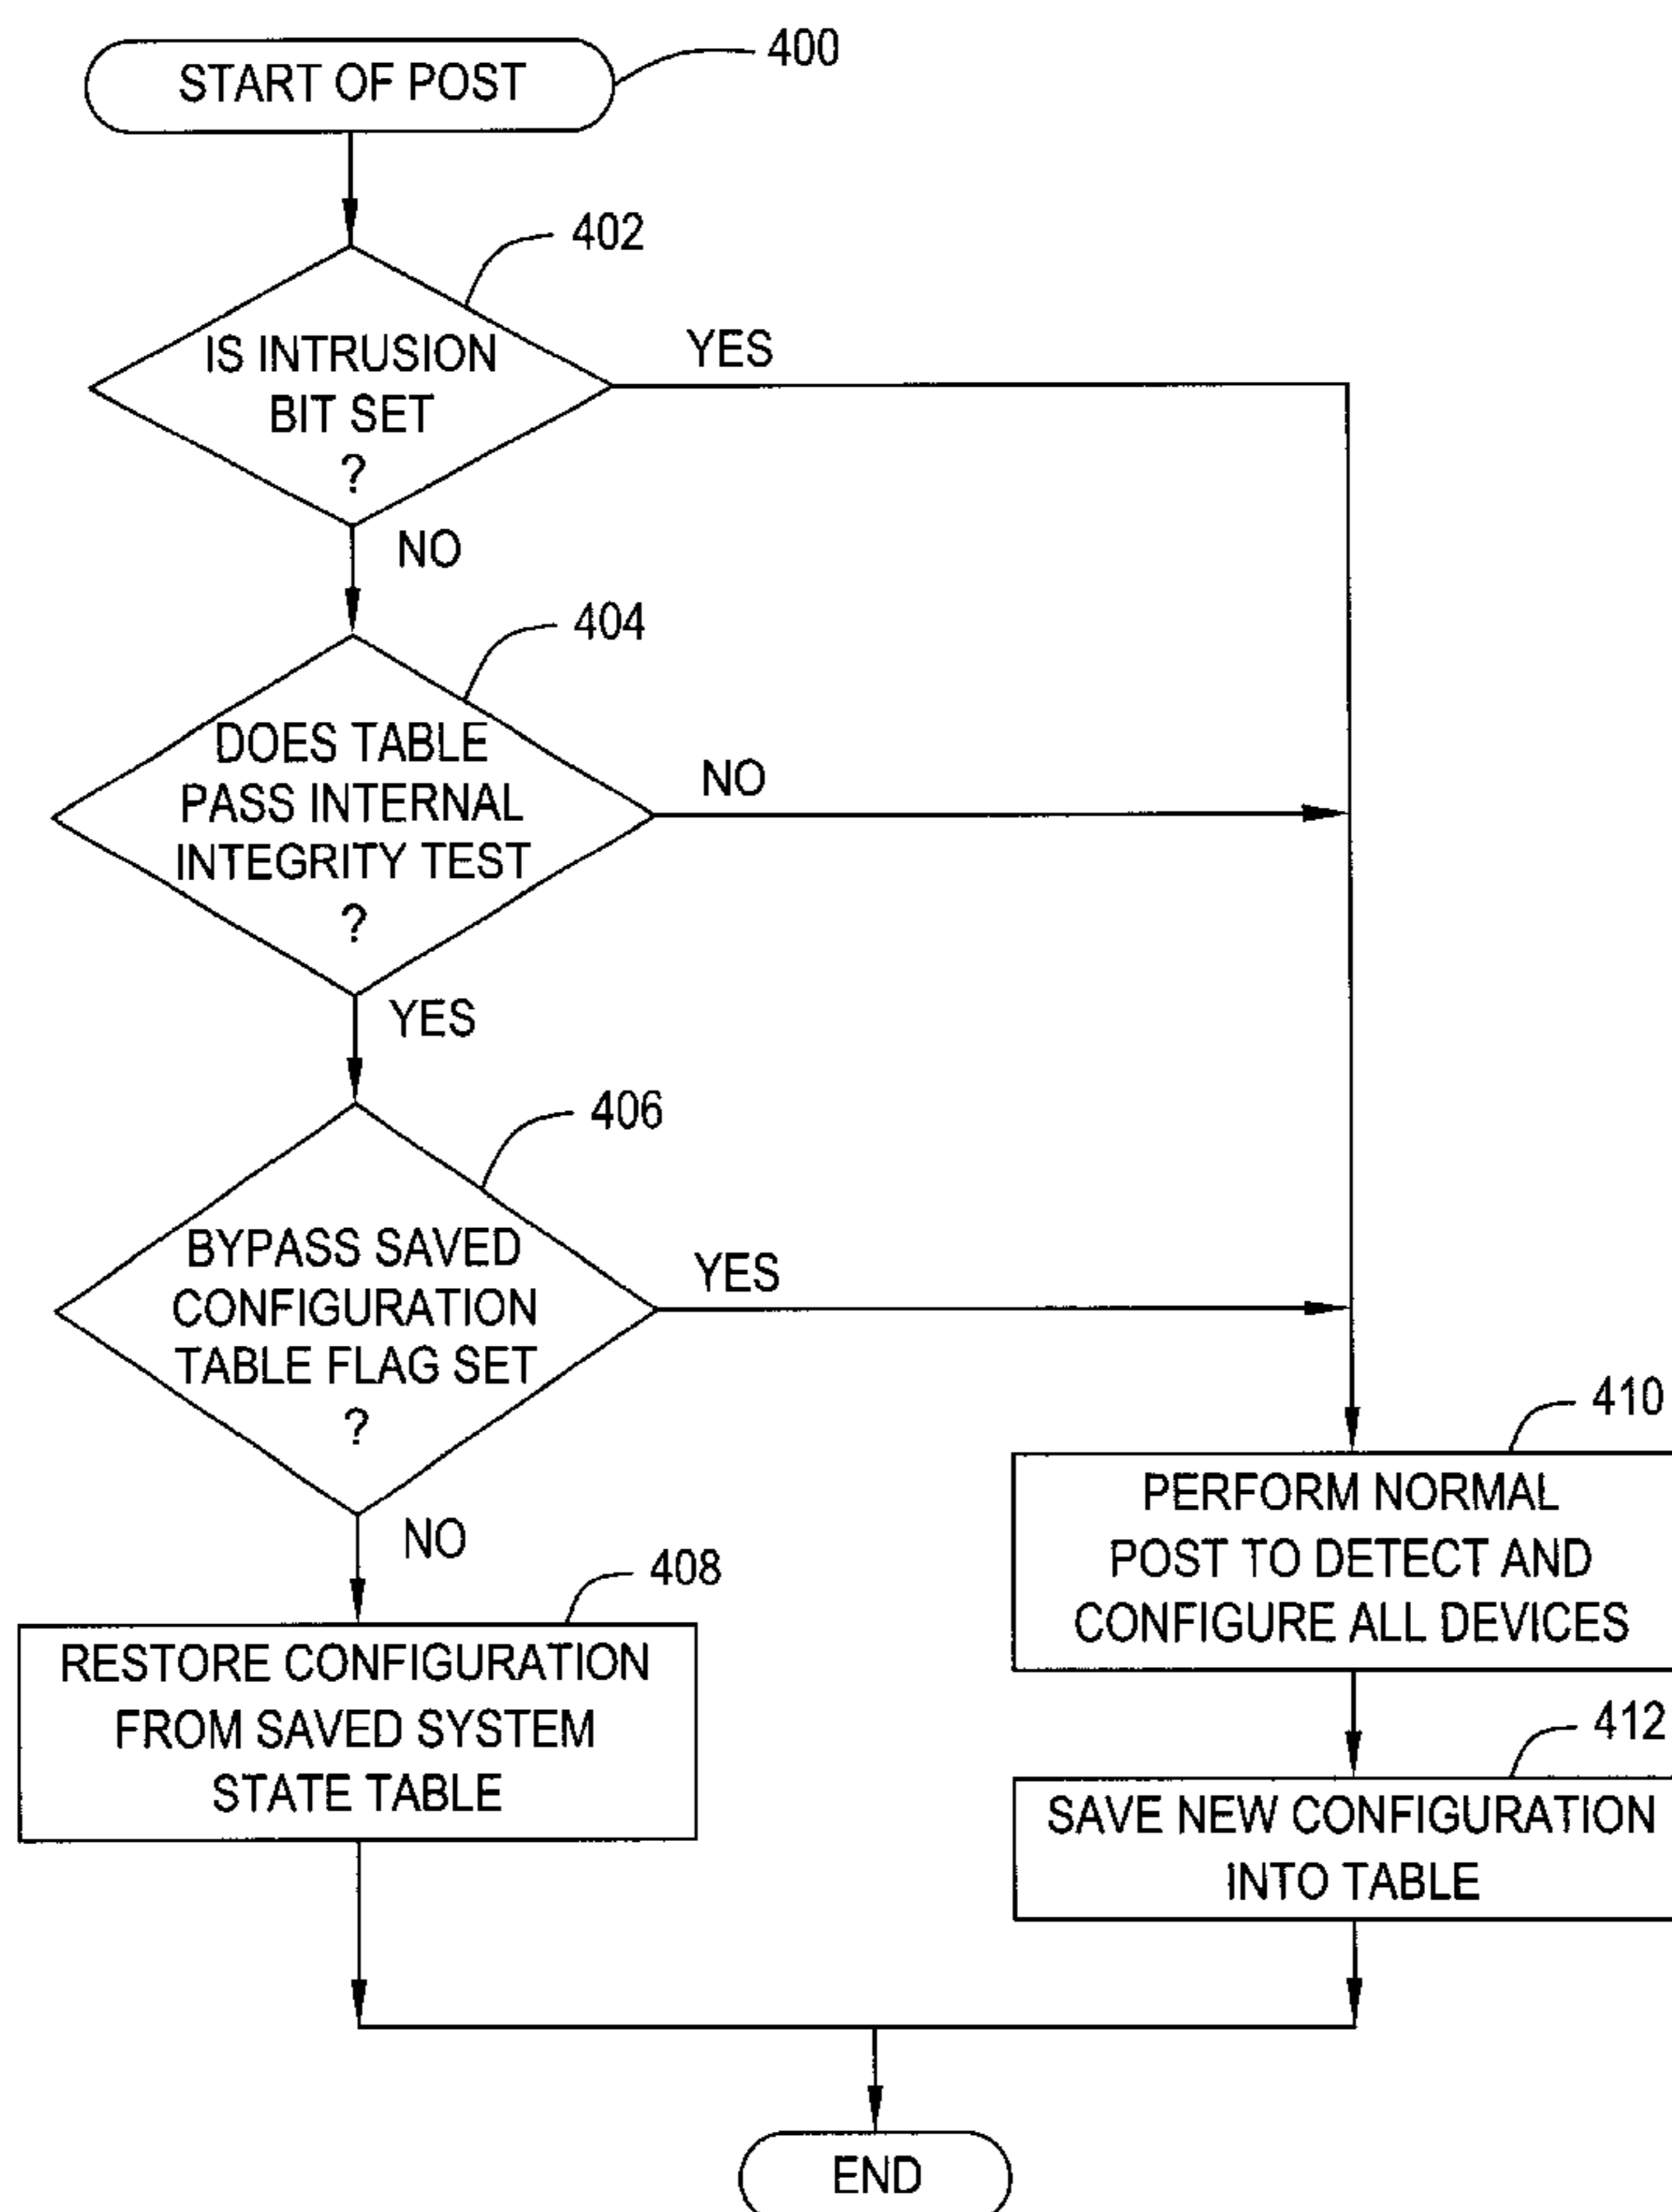 START OF POST
400
402
IS INTRUSION
BIT SET
?
YES
NO
404
DOES TABLE
PASS INTERNAL
INTEGRITY TEST
?
NO
YES
406
BYPASS SAVED
CONFIGURATION
TABLE FLAG SET
?
YES
NO
408
RESTORE CONFIGURATION
FROM SAVED SYSTEM
STATE TABLE
410
PERFORM NORMAL
POST TO DETECT AND
CONFIGURE ALL DEVICES
412
SAVE NEW CONFIGURATION
INTO TABLE
END